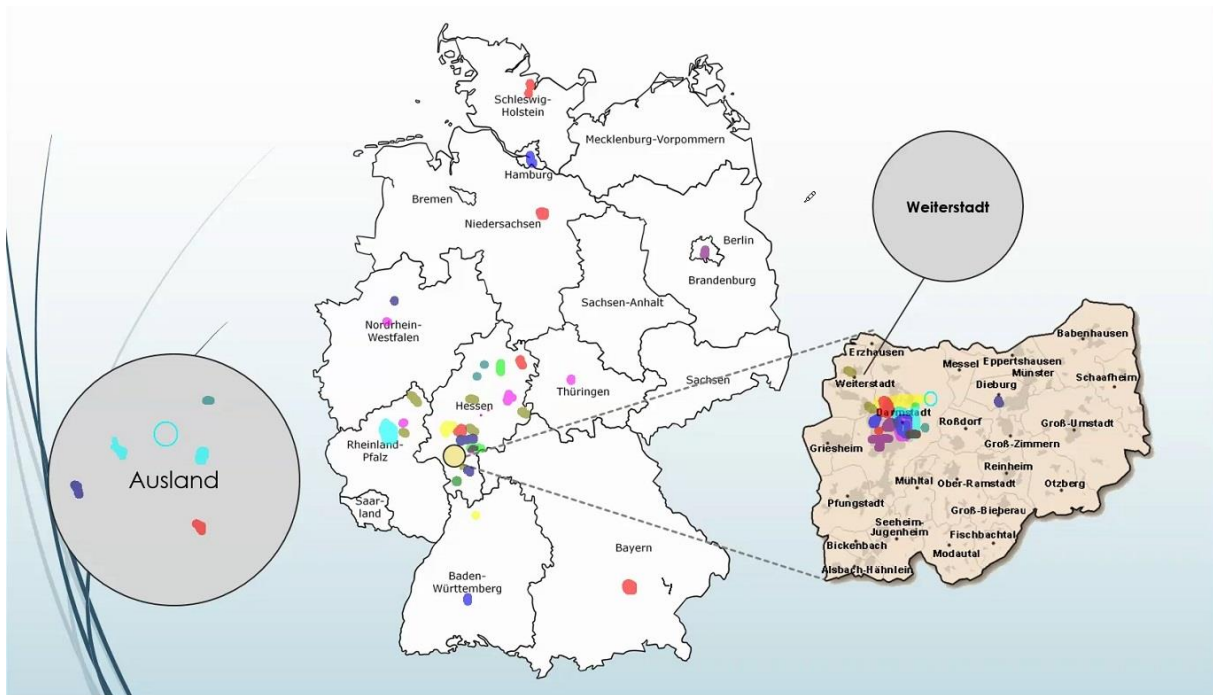 Schleswig-
Holstein
Mecklenburg-Vorpommern
Hamburg
Bremen
Niedersachsen
Berlin
Brandenburg
Sachsen-Anhalt
Nordrhein-
Westfalen
Hessen
Thüringen
Sachsen
Rheinland-
Pfalz
Saar-
land
Bayern
Baden-
Württemberg
Ausland
Weiterstadt
Babenhausen
Erzhausen
Messel
Eppertshausen
Münster
Weiterstadt
Dieburg
Schaafheim
Darmstadt
Roßdorf
Groß-Umstadt
Griesheim
Groß-Zimmern
Reinheim
Mühltal
Ober-Ramstadt
Otzberg
Pfungstadt
Groß-Bieberau
Seeheim-
Jugenheim
Fischbachtal
Bickenbach
Modautal
Alsbach-Hähnlein